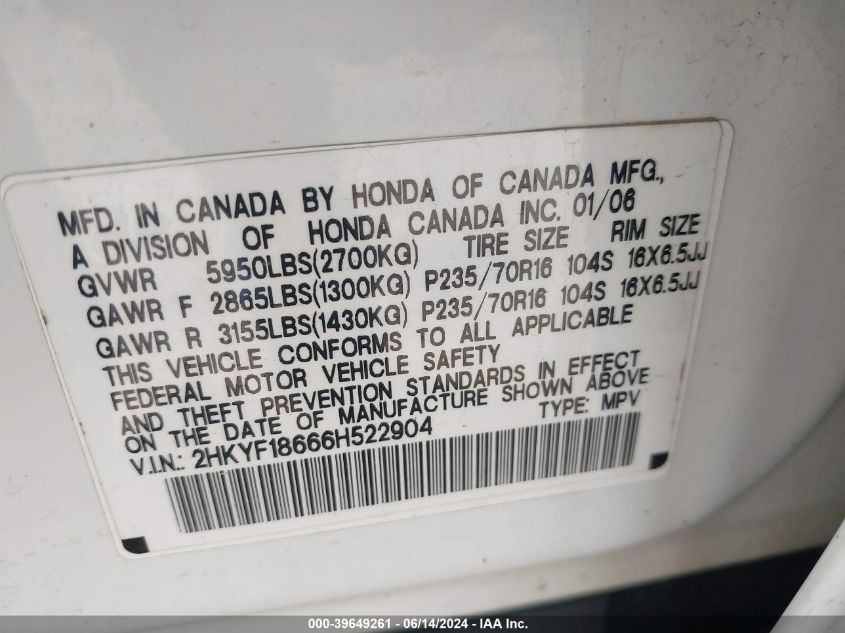 MFD. IN CANADA BY HONDA OF CANADA MFG.,
A DIVISION OF HONDA CANADA INC. 01/06
GVWR 5950LBS(2700KG) TIRE SIZE RIM SIZE
GAWR F 2865LBS(1300KG) P235/70R16 104S 16X6.5JJ
GAWR R 3155LBS(1430KG) P235/70R16 104S 16X6.5JJ
THIS VEHICLE CONFORMS TO ALL APPLICABLE
FEDERAL MOTOR VEHICLE SAFETY
AND THEFT PREVENTION STANDARDS IN EFFECT
ON THE DATE OF MANUFACTURE SHOWN ABOVE
V.I.N.: 2HKYF18666H522904 TYPE: MPV
000-39649261 - 06/14/2024 - IAA Inc.